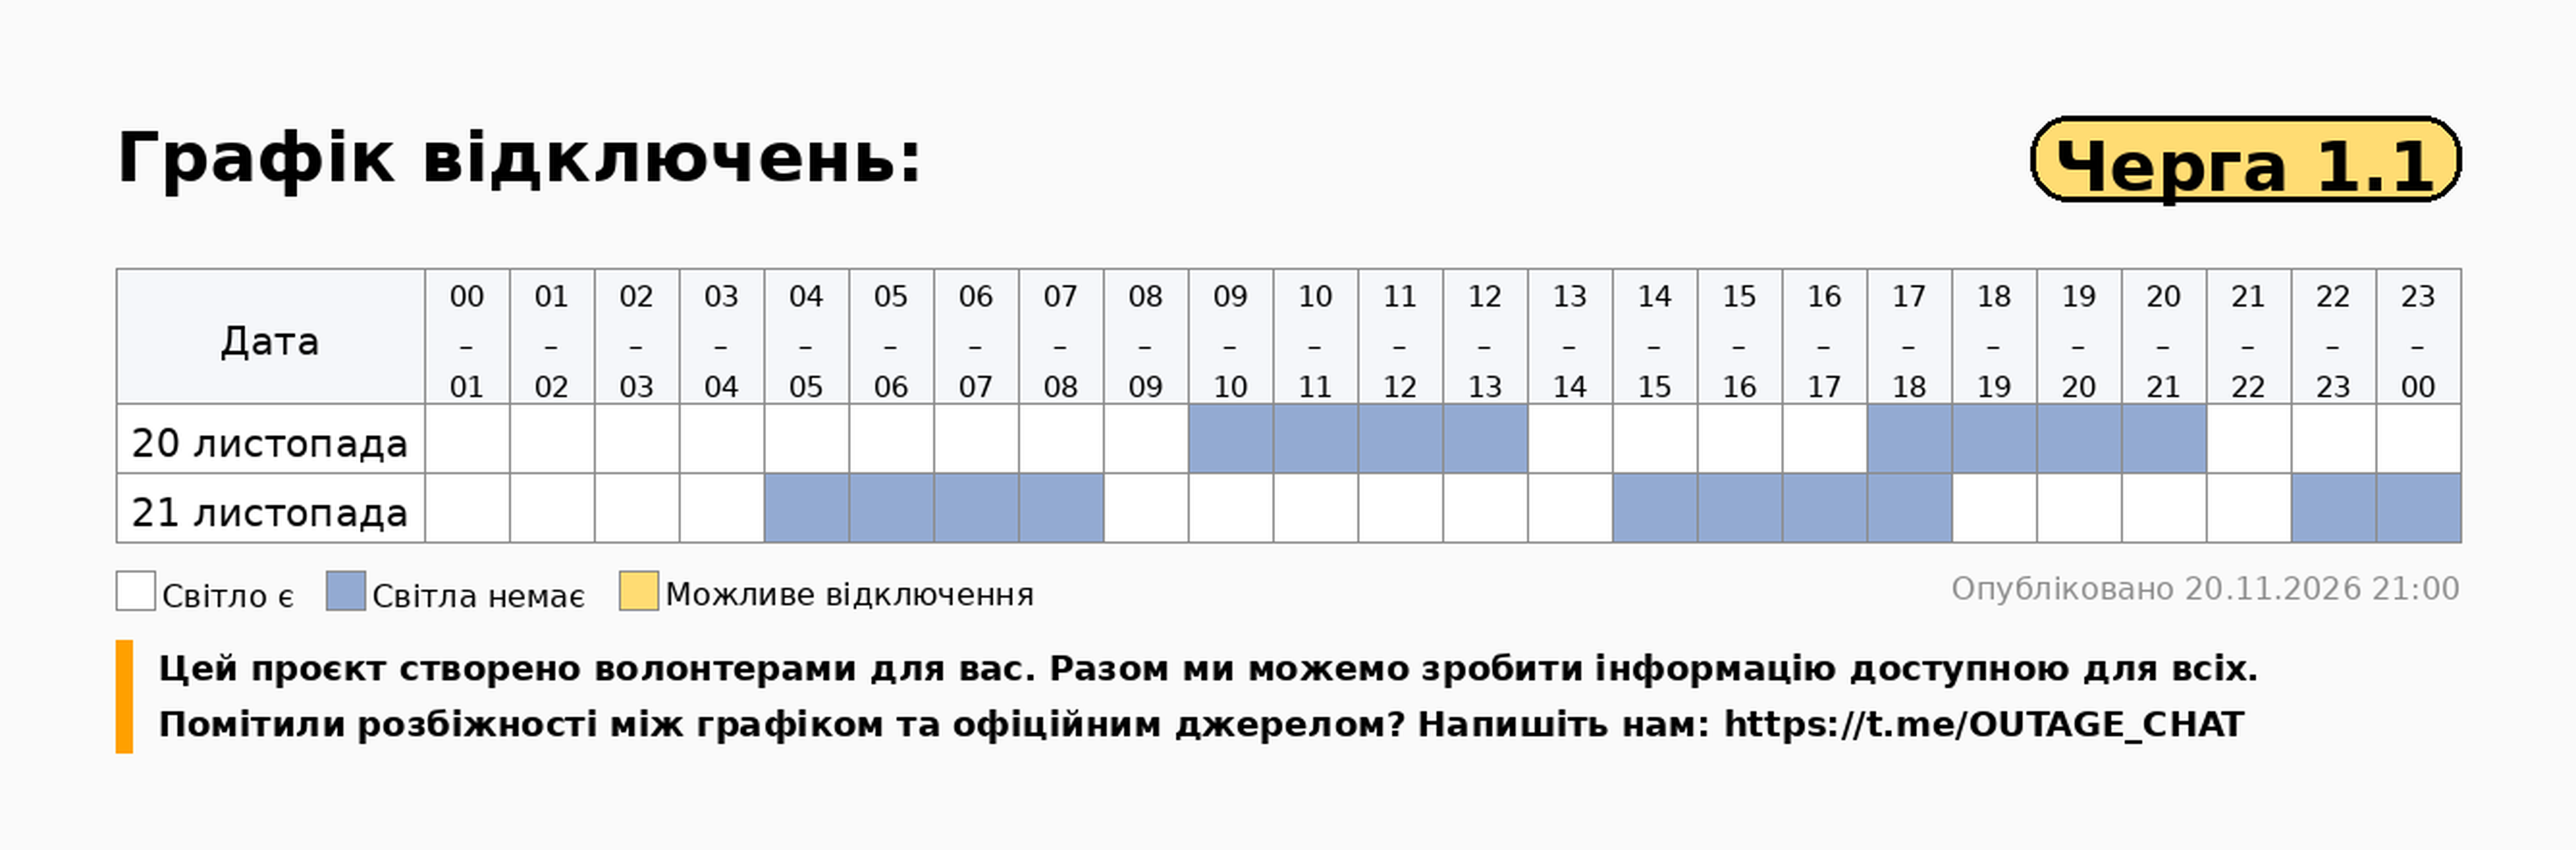 Графік відключень:
Черга 1.1
Дата 00 – 01 01 – 02 02 – 03 03 – 04 04 – 05 05 – 06 06 – 07 07 – 08 08 – 09 09 – 10 10 – 11 11 – 12 12 – 13 13 – 14 14 – 15 15 – 16 16 – 17 17 – 18 18 – 19 19 – 20 20 – 21 21 – 22 22 – 23 23 – 00
20 листопада
21 листопада
Світло є Світла немає Можливе відключення
Опубліковано 20.11.2026 21:00
Цей проєкт створено волонтерами для вас. Разом ми можемо зробити інформацію доступною для всіх.
Помітили розбіжності між графіком та офіційним джерелом? Напишіть нам: https://t.me/OUTAGE_CHAT